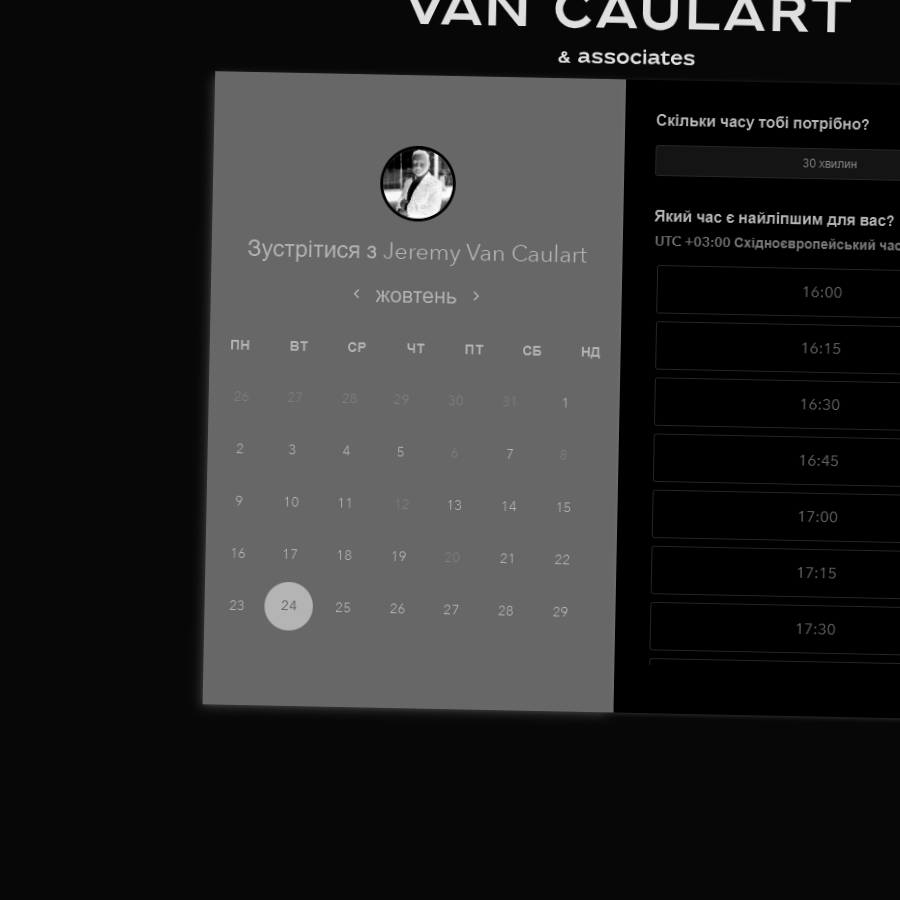 VAN CAULART
& associates
Зустрітися з Jeremy Van Caulart
жовтень
ПН ВТ СР ЧТ ПТ СБ НД
26 27 28 29 30 31 1
2 3 4 5 6 7 8
9 10 11 12 13 14 15
16 17 18 19 20 21 22
23 24 25 26 27 28 29
Скільки часу тобі потрібно?
30 хвилин
Який час є найліпшим для вас?
UTC +03:00 Східноєвропейський час
16:00
16:15
16:30
16:45
17:00
17:15
17:30